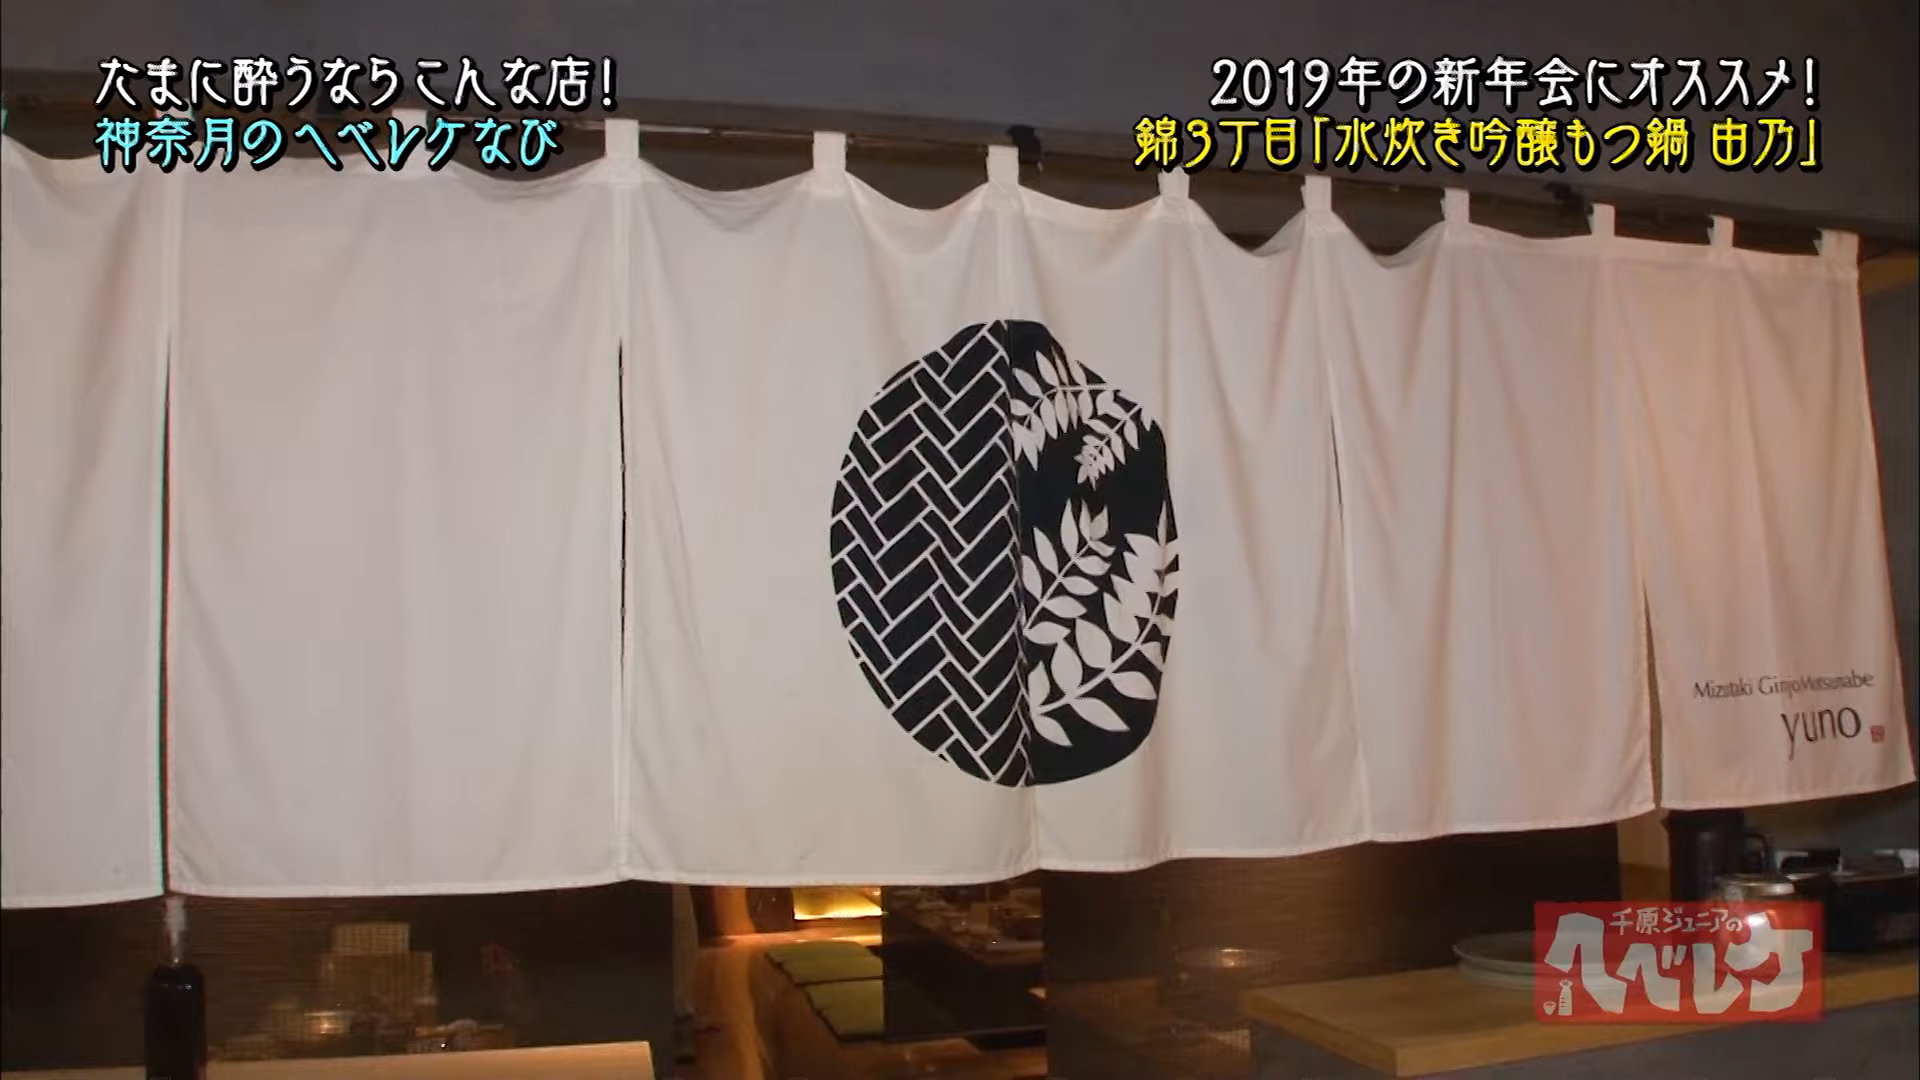 たまに酔うならこんな店!
神奈月のへべレケなび
2019年の新年会にオススメ!
錦3丁目「水炊き吟醸もつ鍋 由乃」
Mizutaki GinjoMotsunabe
yuno
千原ジュニアの
ヘベレケ